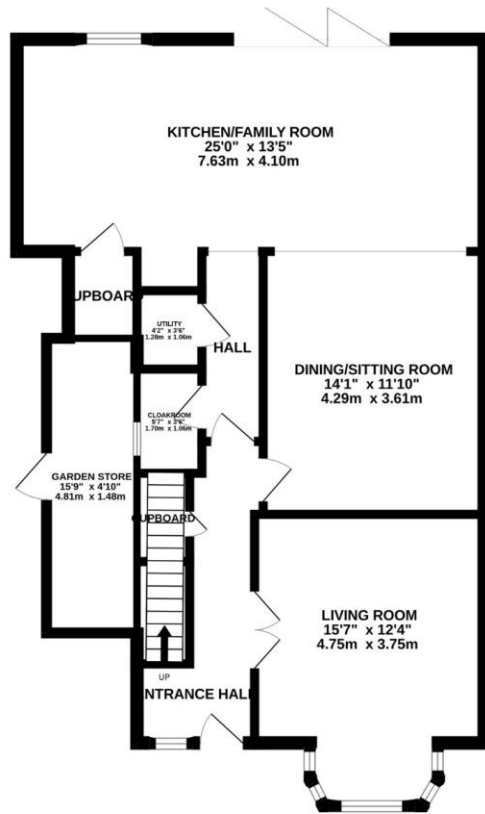 KITCHEN/FAMILY ROOM
25'0" x 13'5"
7.63m x 4.10m
UPBOARD
UTILITY
4'2" x 3'6"
1.28m x 1.06m
HALL
DINING/SITTING ROOM
14'1" x 11'10"
4.29m x 3.61m
CLOAKROOM
5'7" x 3'6"
1.70m x 1.06m
GARDEN STORE
15'9" x 4'10"
4.81m x 1.48m
CUPBOARD
LIVING ROOM
15'7" x 12'4"
4.75m x 3.75m
UP
NTRANCE HALL